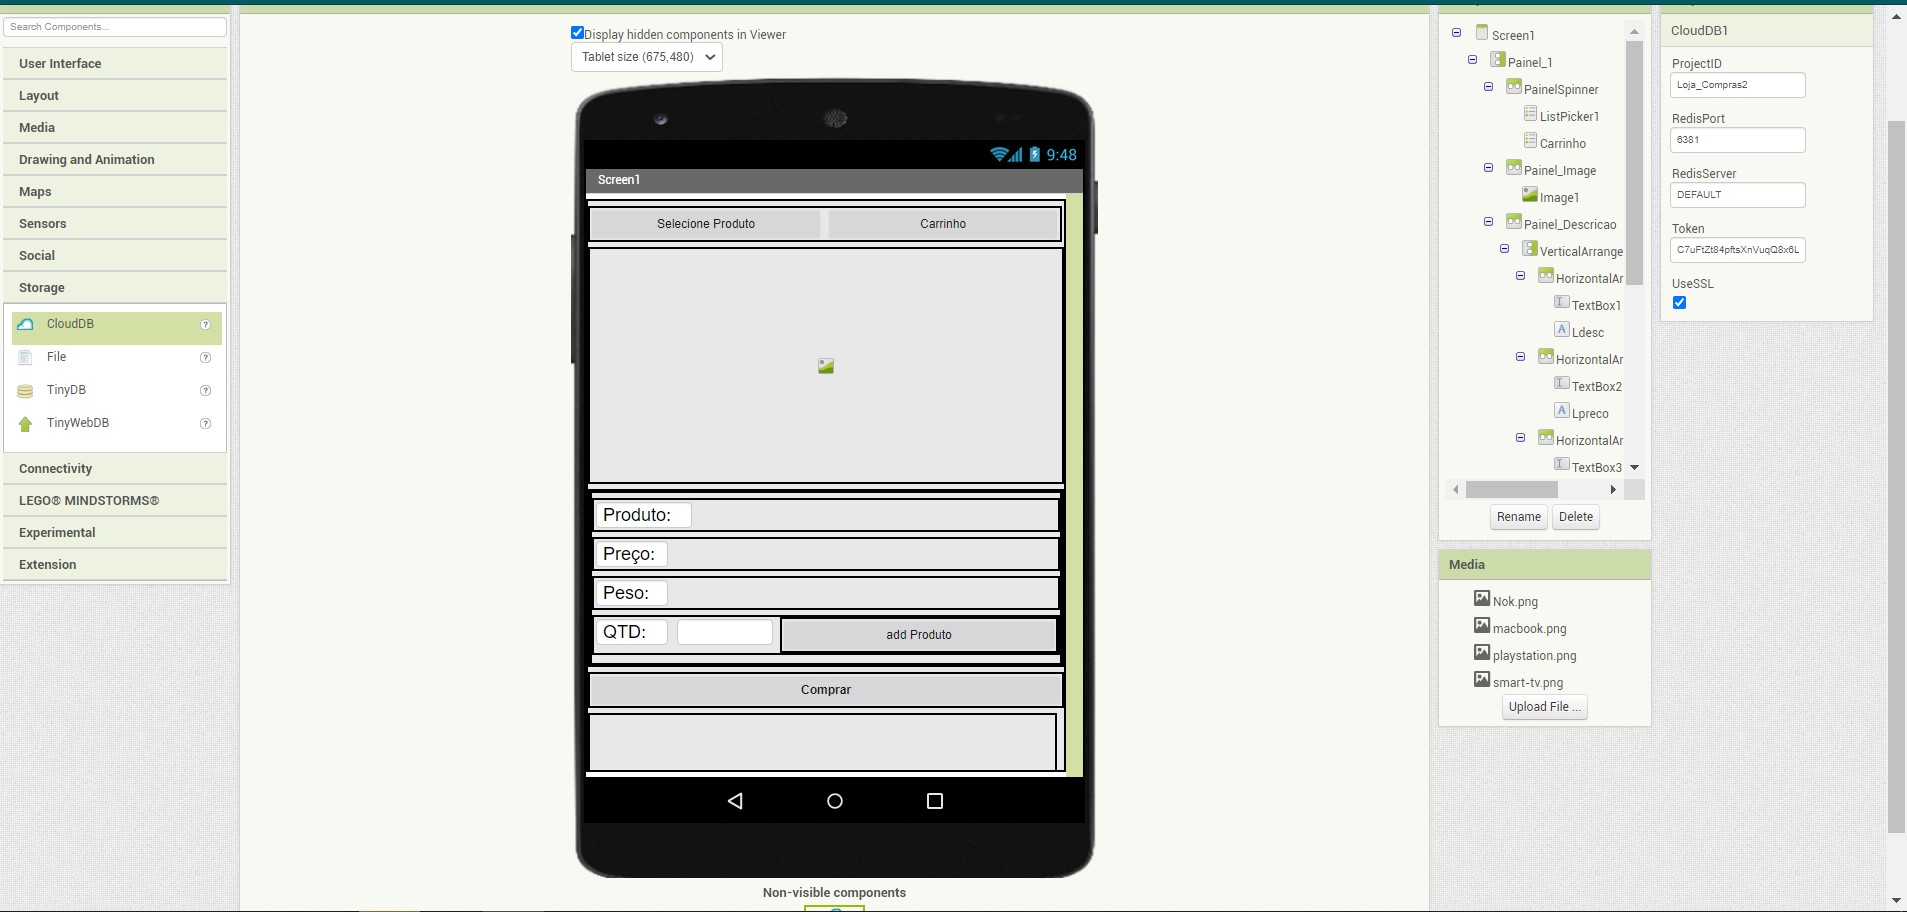 Search Components...
User Interface
Layout
Media
Drawing and Animation
Maps
Sensors
Social
Storage
CloudDB
?
File
?
TinyDB
?
TinyWebDB
?
Connectivity
LEGO® MINDSTORMS®
Experimental
Extension
Display hidden components in Viewer
Tablet size (675,480)
9:48
Screen1
Selecione Produto
Carrinho
Produto:
Preço:
Peso:
QTD:
add Produto
Comprar
Non-visible components
Screen1
Painel_1
PainelSpinner
ListPicker1
Carrinho
Painel_Image
Image1
Painel_Descricao
VerticalArrange
HorizontalAr
TextBox1
Ldesc
HorizontalAr
TextBox2
Lpreco
HorizontalAr
TextBox3
Rename
Delete
Media
Nok.png
macbook.png
playstation.png
smart-tv.png
Upload File ...
CloudDB1
ProjectID
Loja_Compras2
RedisPort
6381
RedisServer
DEFAULT
Token
C7uFtZt84pftsXnVuqQ8x6L
UseSSL